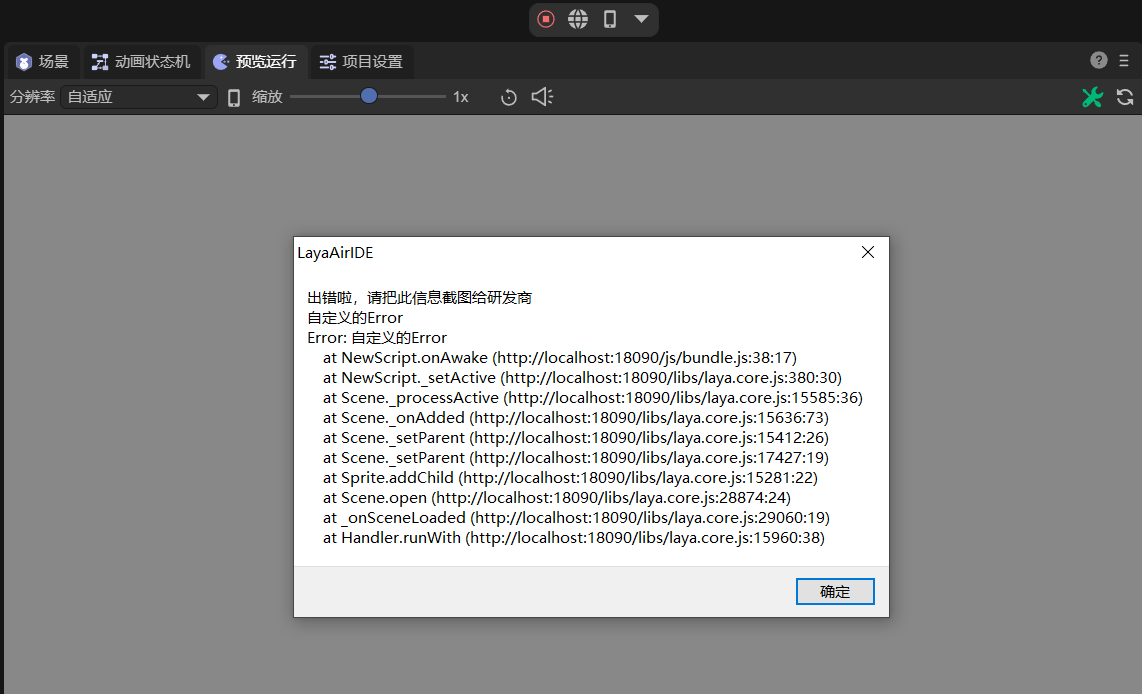 场景 动画状态机 预览运行 项目设置
分辨率 自适应 缩放 1x
LayaAirIDE
出错啦，请把此信息截图给研发商
自定义的Error
Error: 自定义的Error
at NewScript.onAwake (http://localhost:18090/js/bundle.js:38:17)
at NewScript._setActive (http://localhost:18090/libs/laya.core.js:380:30)
at Scene._processActive (http://localhost:18090/libs/laya.core.js:15585:36)
at Scene._onAdded (http://localhost:18090/libs/laya.core.js:15636:73)
at Scene._setParent (http://localhost:18090/libs/laya.core.js:15412:26)
at Scene._setParent (http://localhost:18090/libs/laya.core.js:17427:19)
at Sprite.addChild (http://localhost:18090/libs/laya.core.js:15281:22)
at Scene.open (http://localhost:18090/libs/laya.core.js:28874:24)
at _onSceneLoaded (http://localhost:18090/libs/laya.core.js:29060:19)
at Handler.runWith (http://localhost:18090/libs/laya.core.js:15960:38)
确定